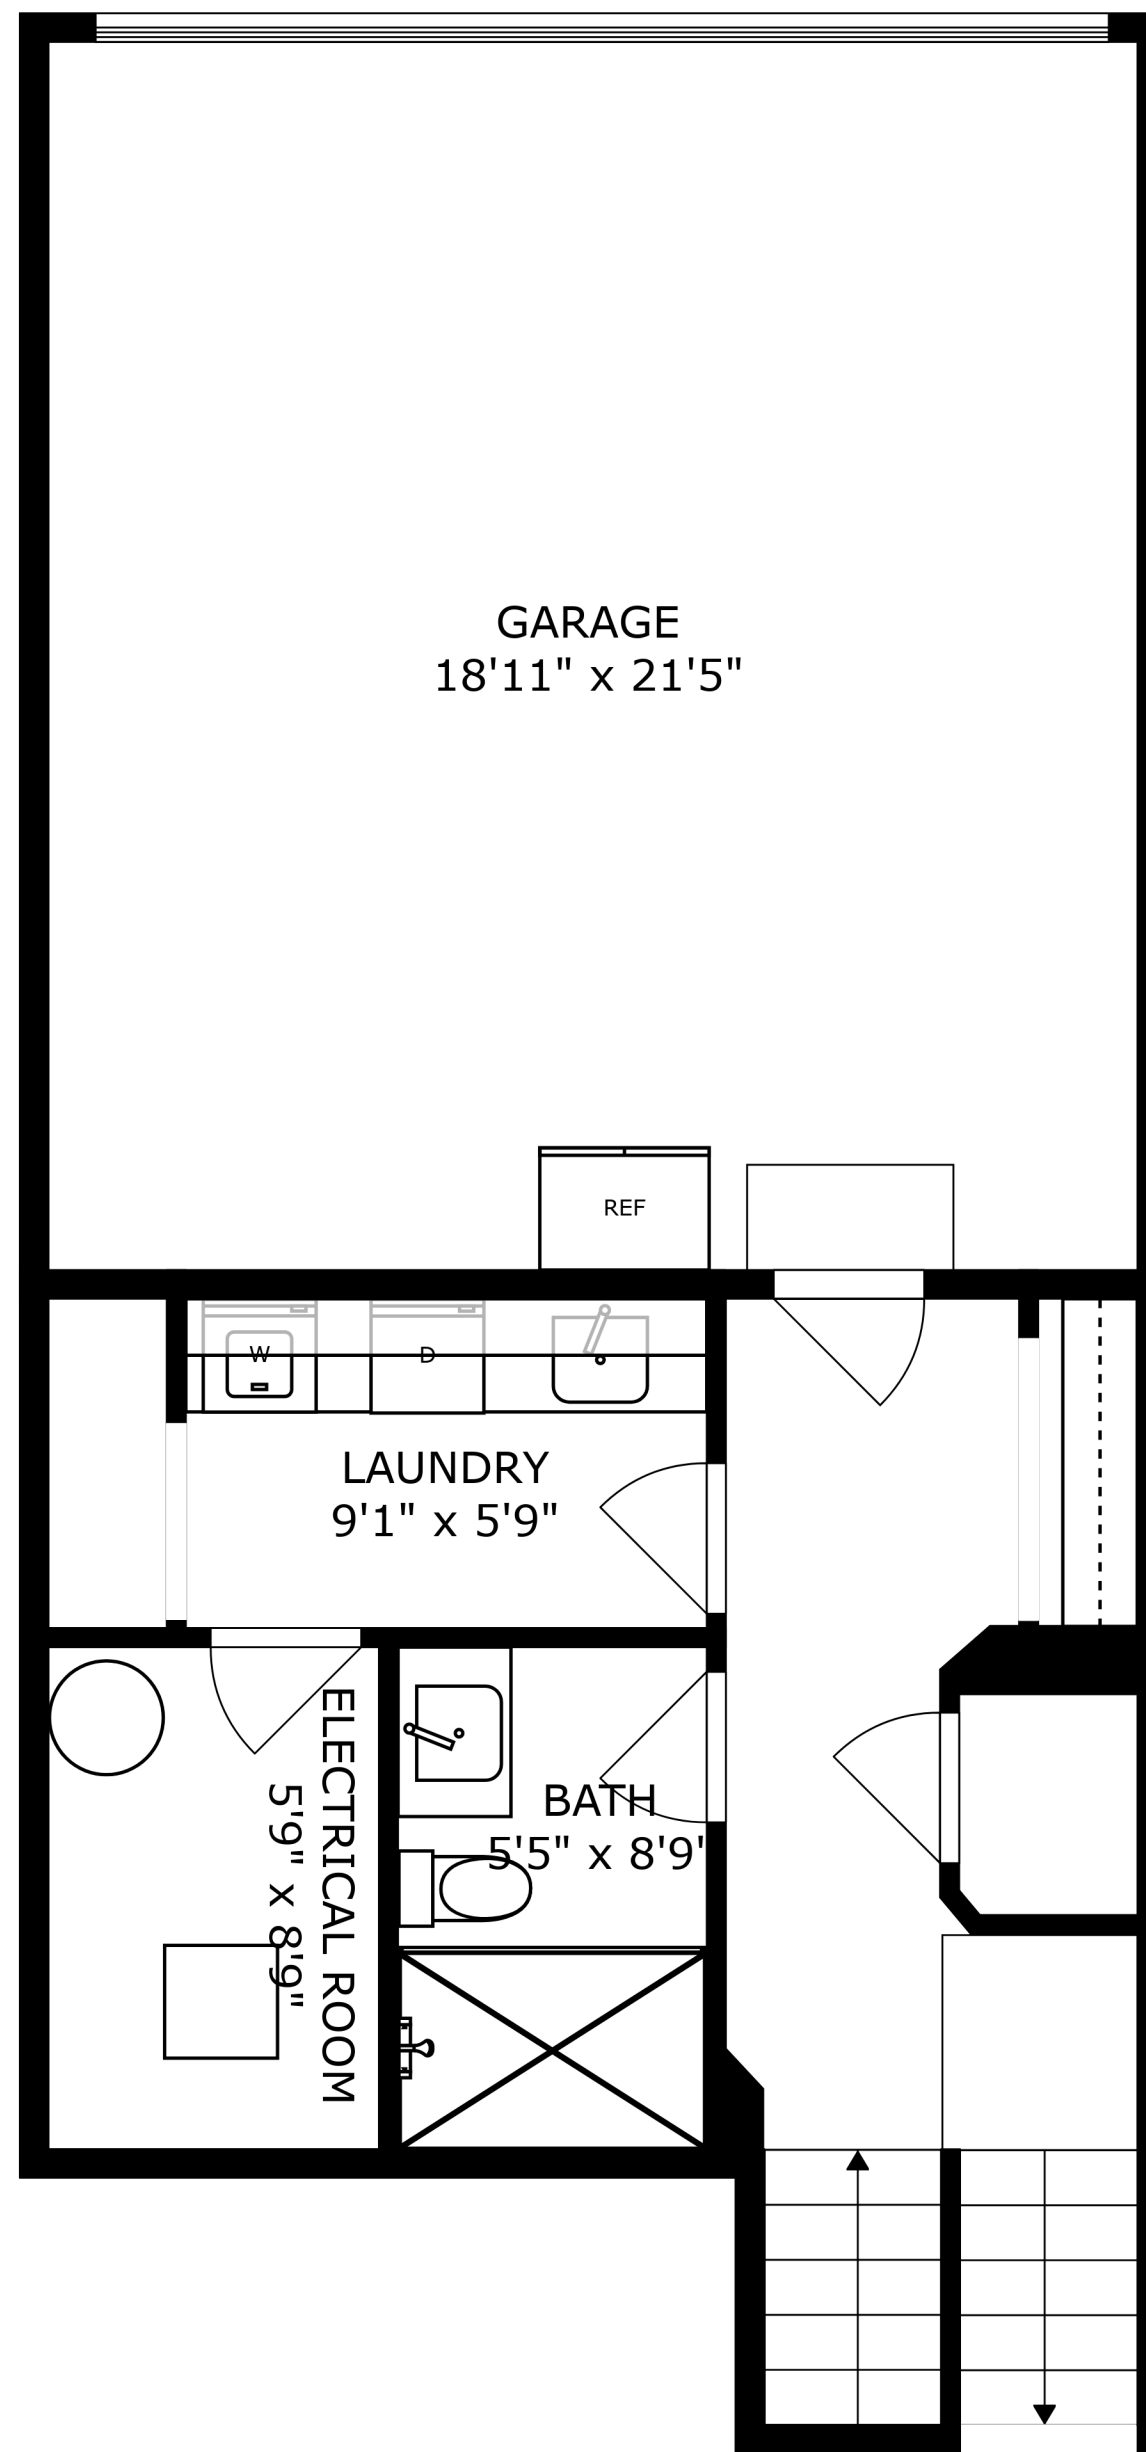 GARAGE
18'11" x 21'5"
REF
W
D
LAUNDRY
9'1" x 5'9"
ELECTRICAL ROOM
5'9" x 8'9"
BATH
5'5" x 8'9'